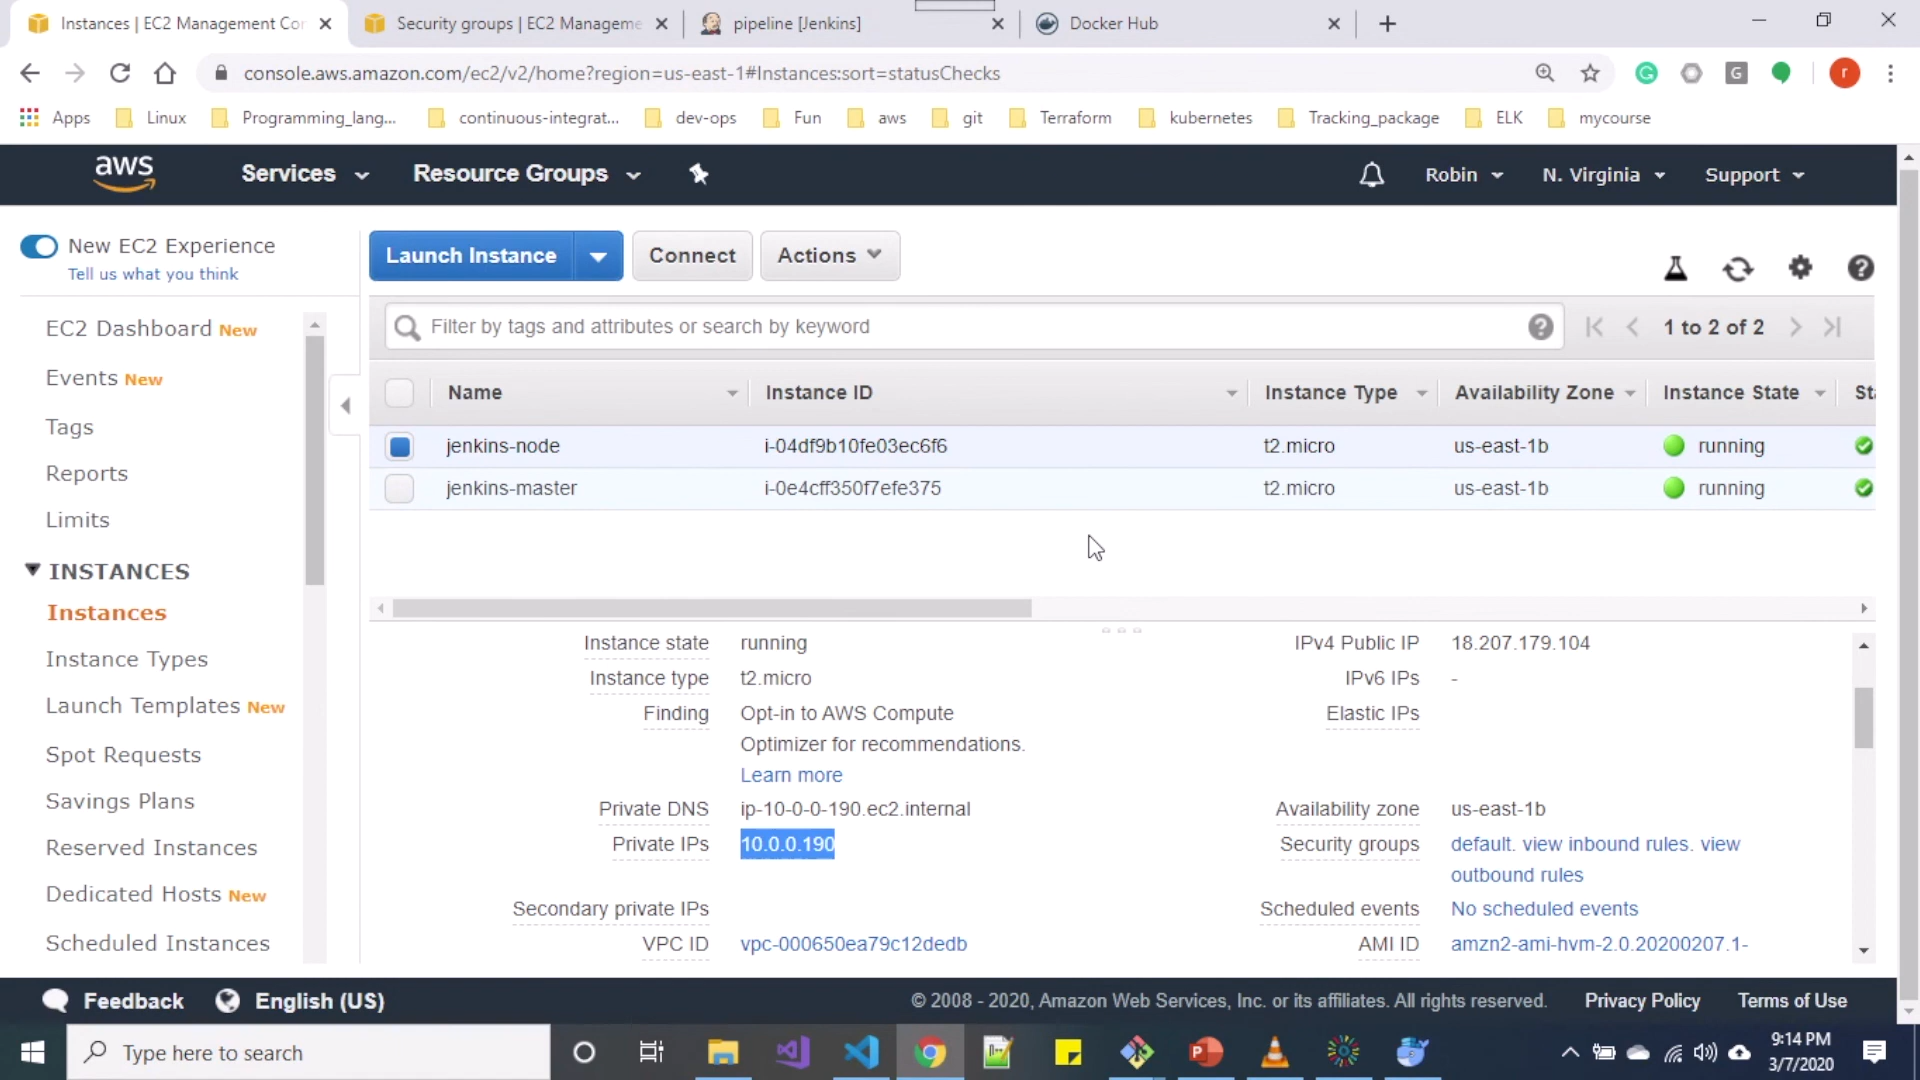 Instances | EC2 Management Cor
Security groups | EC2 Manageme
pipeline [Jenkins]
Docker Hub
console.aws.amazon.com/ec2/v2/home?region=us-east-1#Instances:sort=statusChecks
G
r
Apps
Linux
Programming_lang...
continuous-integrat...
dev-ops
Fun
aws
git
Terraform
kubernetes
Tracking_package
ELK
mycourse
aws
Services
Resource Groups
Robin
N. Virginia
Support
New EC2 Experience
Tell us what you think
EC2 Dashboard New
Events New
Tags
Reports
Limits
INSTANCES
Instances
Instance Types
Launch Templates New
Spot Requests
Savings Plans
Reserved Instances
Dedicated Hosts New
Scheduled Instances
Launch Instance
Connect
Actions
Filter by tags and attributes or search by keyword
1 to 2 of 2
Name Instance ID Instance Type Availability Zone Instance State St
jenkins-node i-04df9b10fe03ec6f6 t2.micro us-east-1b running
jenkins-master i-0e4cff350f7efe375 t2.micro us-east-1b running
Instance state running
Instance type t2.micro
Finding Opt-in to AWS Compute
Optimizer for recommendations.
Learn more
Private DNS ip-10-0-0-190.ec2.internal
Private IPs 10.0.0.190
Secondary private IPs
VPC ID vpc-000650ea79c12dedb
IPv4 Public IP 18.207.179.104
IPv6 IPs -
Elastic IPs
Availability zone us-east-1b
Security groups default. view inbound rules. view
outbound rules
Scheduled events No scheduled events
AMI ID amzn2-ami-hvm-2.0.20200207.1-
Feedback
English (US)
© 2008 - 2020, Amazon Web Services, Inc. or its affiliates. All rights reserved.
Privacy Policy
Terms of Use
Type here to search
9:14 PM
3/7/2020